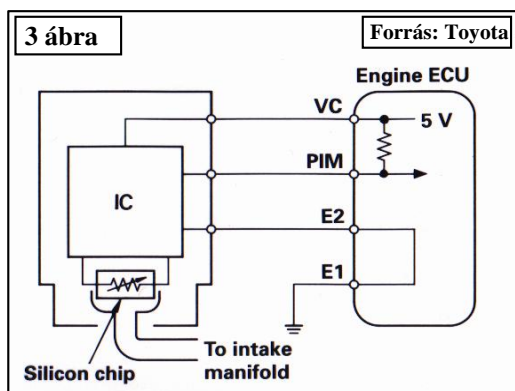 3 ábra
Forrás: Toyota
Engine ECU
VC
5 V
PIM
IC
E2
E1
To intake
manifold
Silicon chip